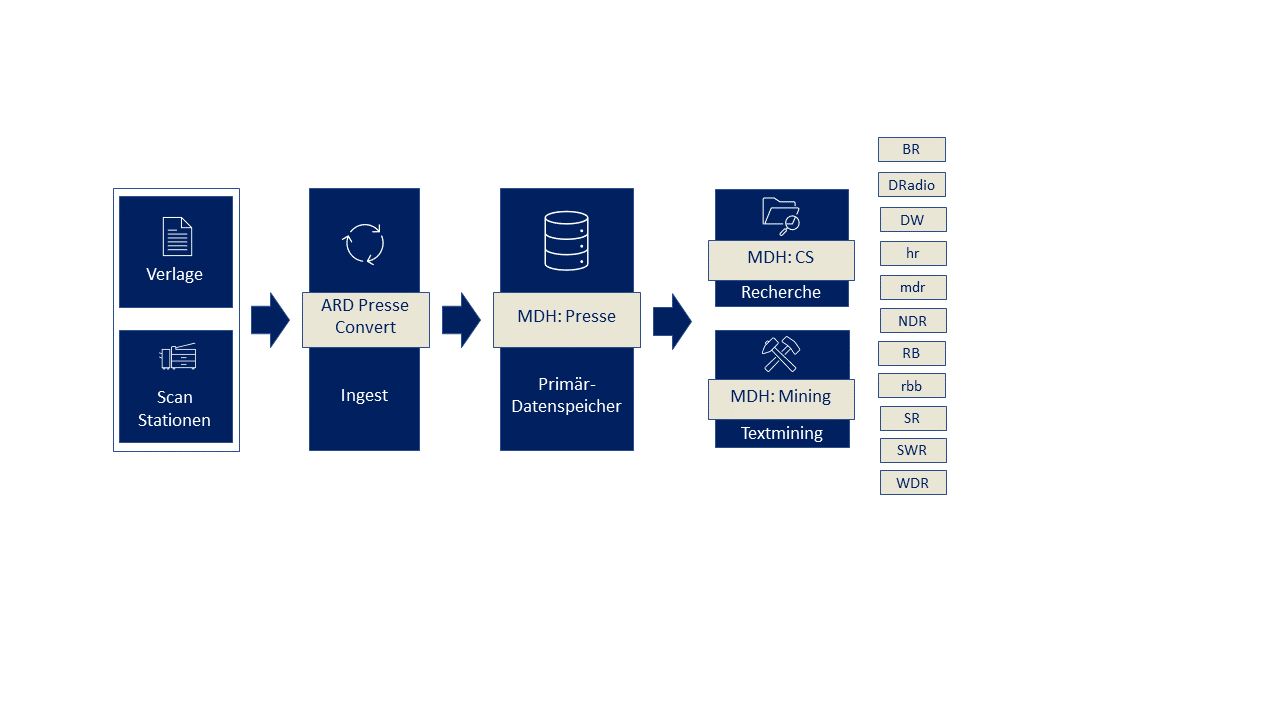 Verlage
Scan
Stationen
ARD Presse
Convert
Ingest
MDH: Presse
Primär-
Datenspeicher
MDH: CS
Recherche
MDH: Mining
Textmining
BR
DRadio
DW
hr
mdr
NDR
RB
rbb
SR
SWR
WDR